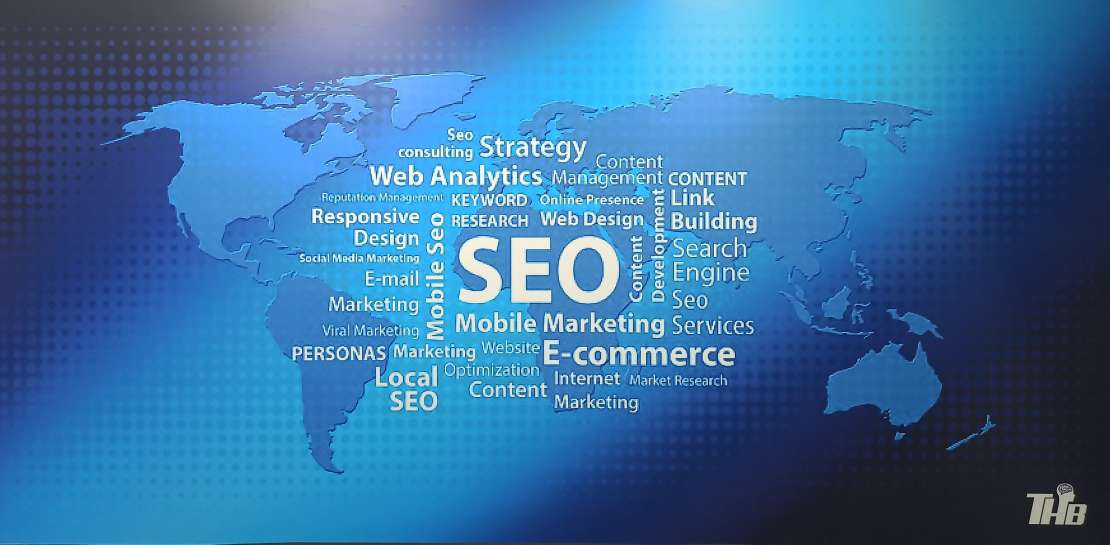 Seo
consulting
Strategy
Content
Management
Web Analytics
CONTENT
Reputation Management
KEYWORD
RESEARCH
Online Presence
Link
Building
Responsive
Design
Web Design
Social Media Marketing
Mobile Seo
SEO
Content
Development
Search
Engine
Seo
Services
E-mail
Marketing
Viral Marketing
Mobile Marketing
PERSONAS
Marketing
Website
Optimization
E-commerce
Local
SEO
Content
Internet
Marketing
Market Research
THB